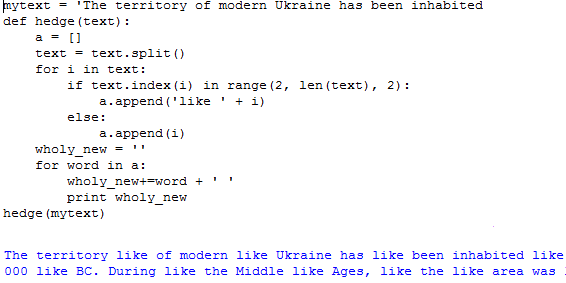 mytext = 'The territory of modern Ukraine has been inhabited
def hedge(text):
    a = []
    text = text.split()
    for i in text:
        if text.index(i) in range(2, len(text), 2):
            a.append('like ' + i)
        else:
            a.append(i)
    wholy_new = ''
    for word in a:
        wholy_new+=word + ' '
        print wholy_new
hedge(mytext)

The territory like of modern like Ukraine has like been inhabited like
000 like BC. During like the Middle like Ages, like the like area was